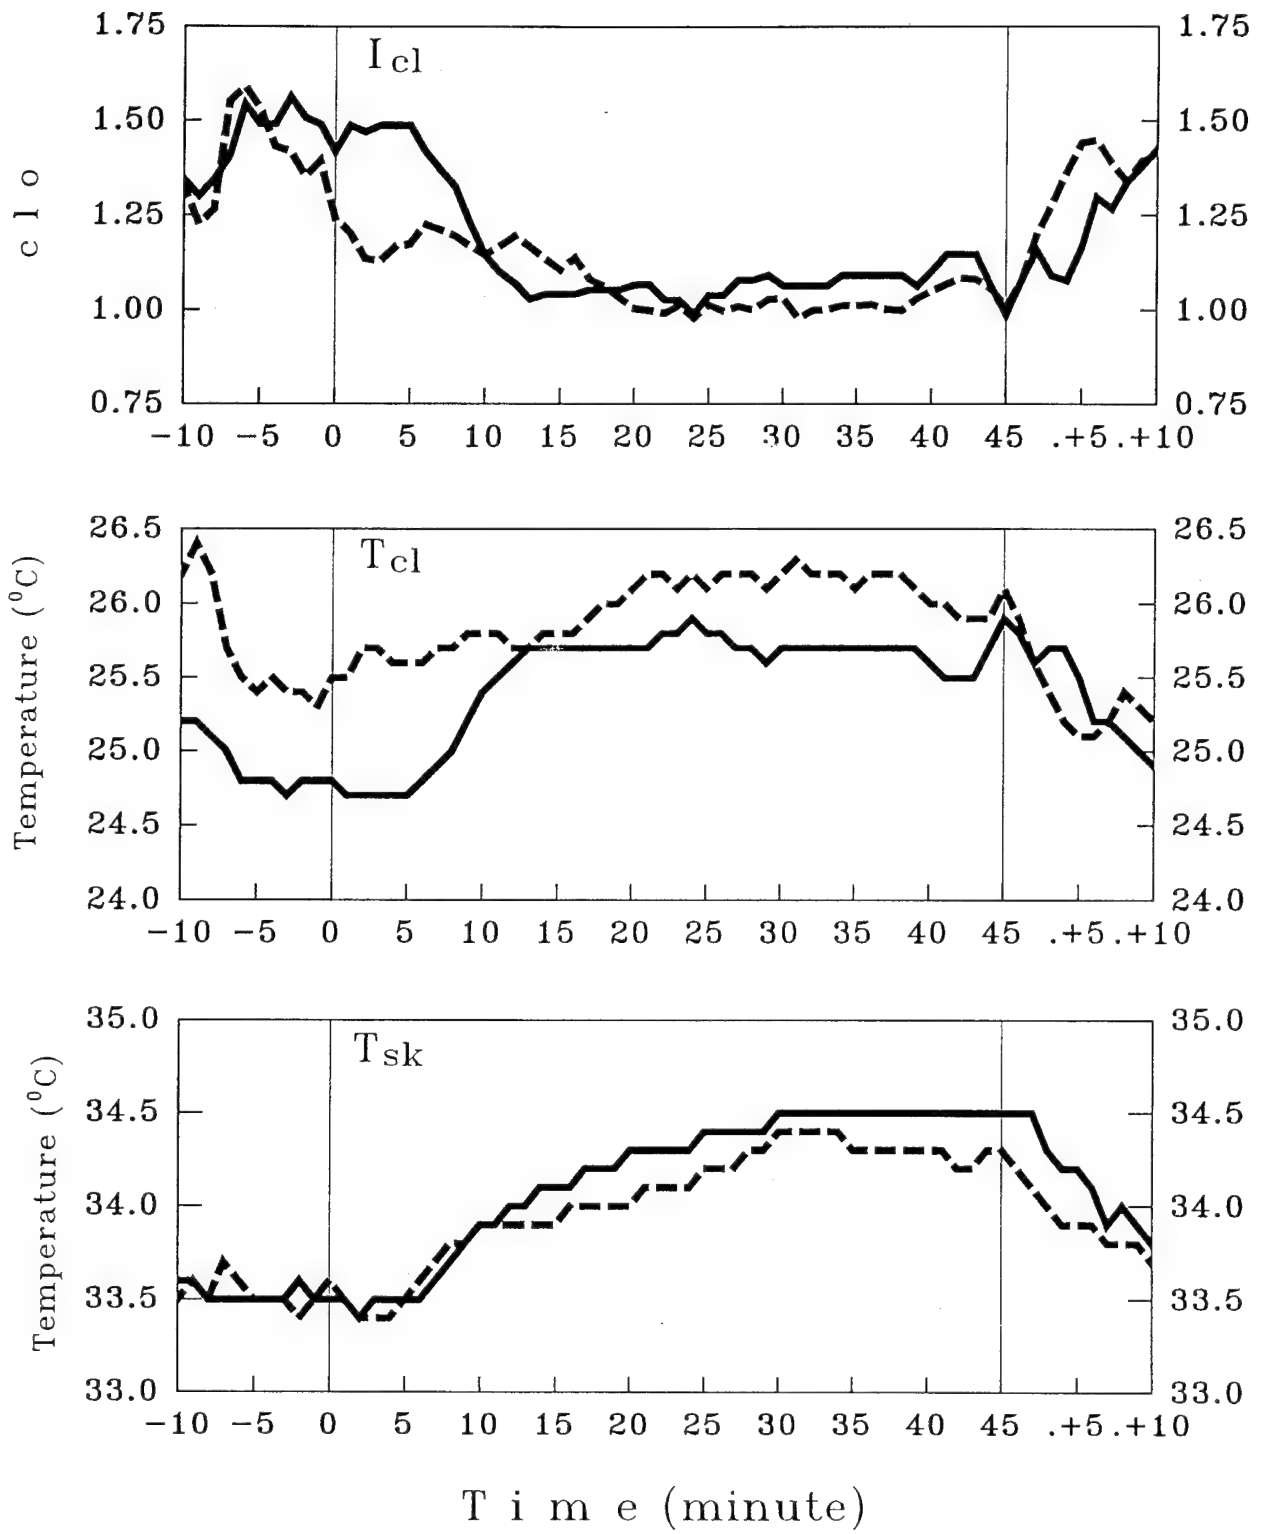 1.75 1.75
I cl
1.50 1.50
c l o
1.25 1.25
1.00 1.00
0.75 0.75
-10 -5 0 5 10 15 20 25 30 35 40 45 .+5 .+10
26.5 26.5
T cl
Temperature (⁰C)
26.0 26.0
25.5 25.5
25.0 25.0
24.5 24.5
24.0 24.0
-10 -5 0 5 10 15 20 25 30 35 40 45 .+5 .+10
35.0 35.0
T sk
Temperature (⁰C)
34.5 34.5
34.0 34.0
33.5 33.5
33.0 33.0
-10 -5 0 5 10 15 20 25 30 35 40 45 .+5 .+10
T i m e (minute)